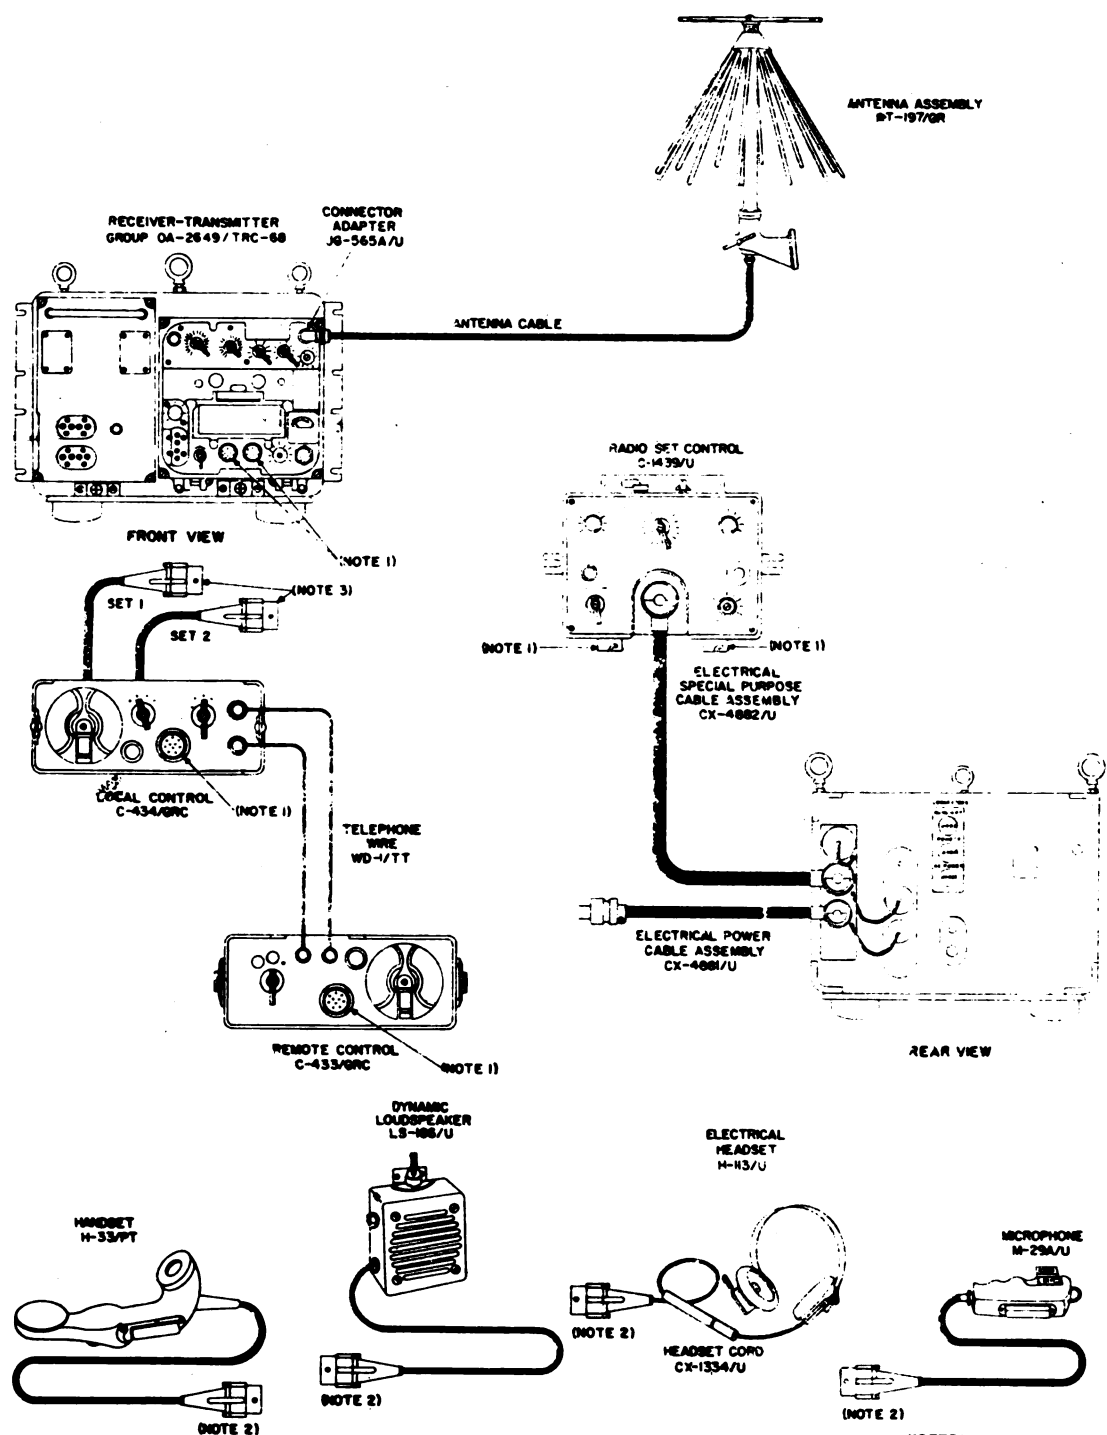 ANTENNA ASSEMBLY
AT-197/GR
RECEIVER-TRANSMITTER
GROUP OA-2649/TRC-68
CONNECTOR
ADAPTER
UG-565A/U
ANTENNA CABLE
FRONT VIEW
(NOTE 1)
RADIO SET CONTROL
C-1439/U
(NOTE 3)
SET 1
SET 2
(NOTE 1)
(NOTE 1)
ELECTRICAL
SPECIAL PURPOSE
CABLE ASSEMBLY
CX-4882/U
LOCAL CONTROL
C-434/GRC
(NOTE 1)
TELEPHONE
WIRE
WD-1/TT
ELECTRICAL POWER
CABLE ASSEMBLY
CX-4881/U
REMOTE CONTROL
C-433/GRC
(NOTE 1)
REAR VIEW
DYNAMIC
LOUDSPEAKER
LS-166/U
ELECTRICAL
HEADSET
H-113/U
HANDSET
H-33/PT
MICROPHONE
M-29A/U
(NOTE 2)
HEADSET CORD
CX-1334/U
(NOTE 2)
(NOTE 2)
(NOTE 2)